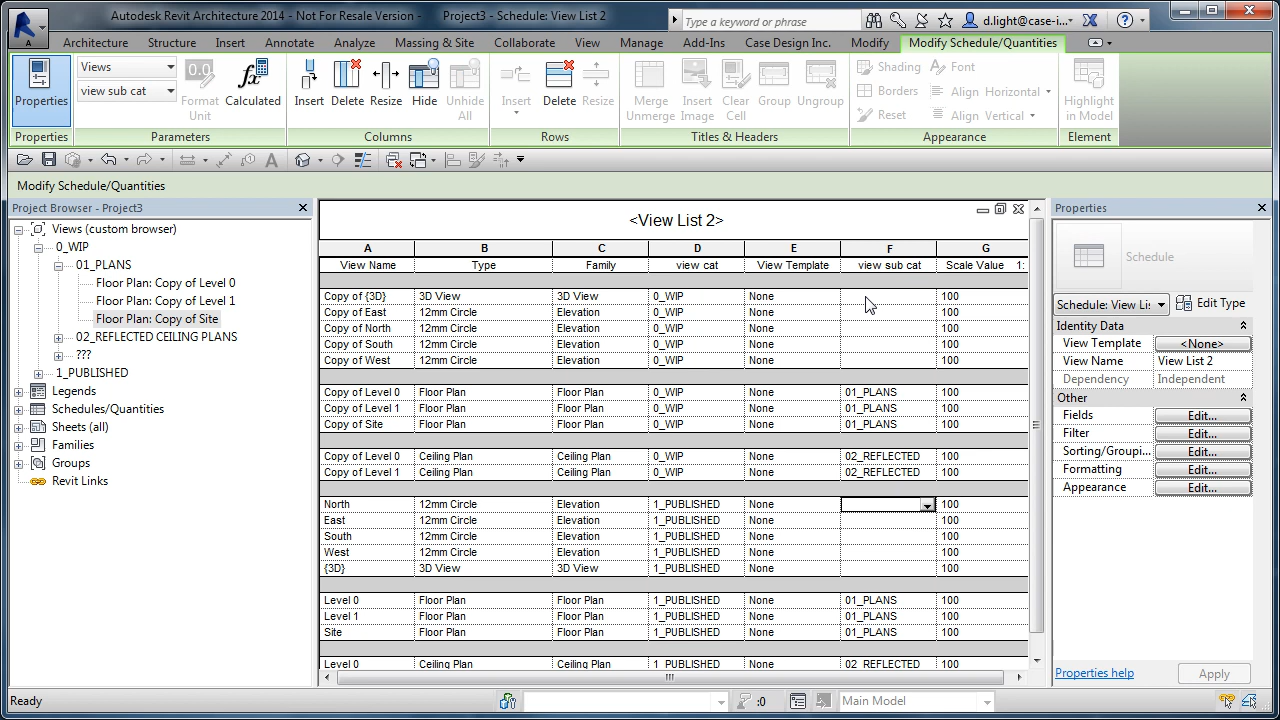 Autodesk Revit Architecture 2014 - Not For Resale Version - Project3 - Schedule: View List 2
Type a keyword or phrase
d.light@case-i...
Architecture Structure Insert Annotate Analyze Massing & Site Collaborate View Manage Add-Ins Case Design Inc. Modify Modify Schedule/Quantities
Properties
Views
view sub cat
Format Unit
Calculated
Insert
Delete
Resize
Hide
Unhide All
Insert
Delete
Resize
Merge Unmerge
Insert Image
Clear Cell
Group
Ungroup
Shading
Borders
Reset
Font
Align Horizontal
Align Vertical
Highlight in Model
Properties Parameters Columns Rows Titles & Headers Appearance Element
Modify Schedule/Quantities
Project Browser - Project3
Views (custom browser)
0_WIP
01_PLANS
Floor Plan: Copy of Level 0
Floor Plan: Copy of Level 1
Floor Plan: Copy of Site
02_REFLECTED CEILING PLANS
???
1_PUBLISHED
Legends
Schedules/Quantities
Sheets (all)
Families
Groups
Revit Links
<View List 2>
A B C D E F G
View Name Type Family view cat View Template view sub cat Scale Value 1:
Copy of {3D} 3D View 3D View 0_WIP None 100
Copy of East 12mm Circle Elevation 0_WIP None 100
Copy of North 12mm Circle Elevation 0_WIP None 100
Copy of South 12mm Circle Elevation 0_WIP None 100
Copy of West 12mm Circle Elevation 0_WIP None 100
Copy of Level 0 Floor Plan Floor Plan 0_WIP None 01_PLANS 100
Copy of Level 1 Floor Plan Floor Plan 0_WIP None 01_PLANS 100
Copy of Site Floor Plan Floor Plan 0_WIP None 01_PLANS 100
Copy of Level 0 Ceiling Plan Ceiling Plan 0_WIP None 02_REFLECTED 100
Copy of Level 1 Ceiling Plan Ceiling Plan 0_WIP None 02_REFLECTED 100
North 12mm Circle Elevation 1_PUBLISHED None 100
East 12mm Circle Elevation 1_PUBLISHED None 100
South 12mm Circle Elevation 1_PUBLISHED None 100
West 12mm Circle Elevation 1_PUBLISHED None 100
{3D} 3D View 3D View 1_PUBLISHED None 100
Level 0 Floor Plan Floor Plan 1_PUBLISHED None 01_PLANS 100
Level 1 Floor Plan Floor Plan 1_PUBLISHED None 01_PLANS 100
Site Floor Plan Floor Plan 1_PUBLISHED None 01_PLANS 100
Level 0 Ceiling Plan Ceiling Plan 1_PUBLISHED None 02_REFLECTED 100
Properties
Schedule
Schedule: View Li
Edit Type
Identity Data
View Template <None>
View Name View List 2
Dependency Independent
Other
Fields Edit...
Filter Edit...
Sorting/Groupi... Edit...
Formatting Edit...
Appearance Edit...
Properties help
Apply
Ready
:0
Main Model